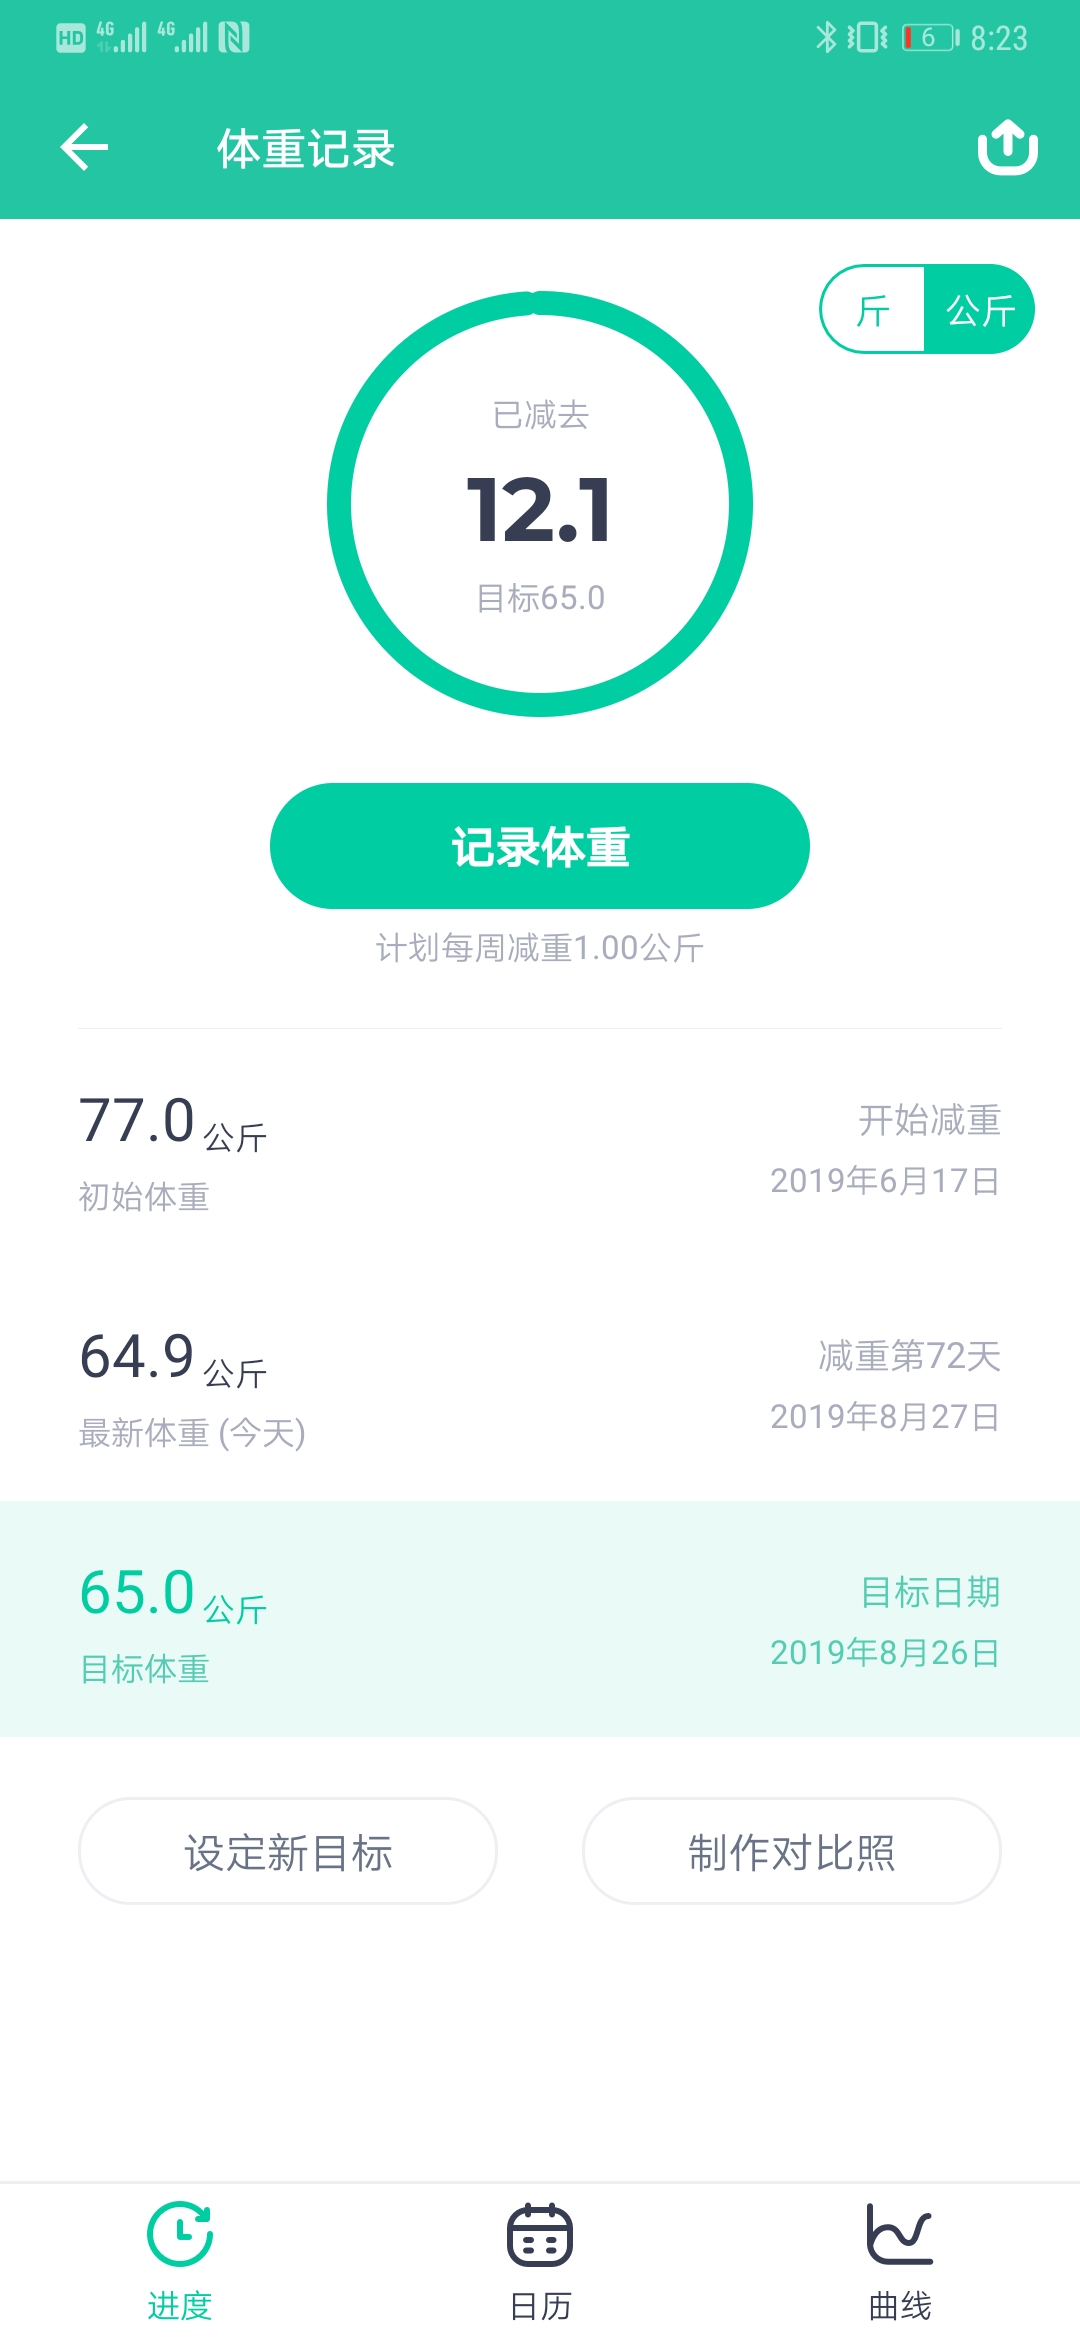 HD 4G 4G 6 8:23
体重记录
斤 公斤
已减去
12.1
目标65.0
记录体重
计划每周减重1.00公斤
77.0 公斤 开始减重
初始体重 2019年6月17日
64.9 公斤 减重第72天
最新体重 (今天) 2019年8月27日
65.0 公斤 目标日期
目标体重 2019年8月26日
设定新目标 制作对比照
进度 日历 曲线